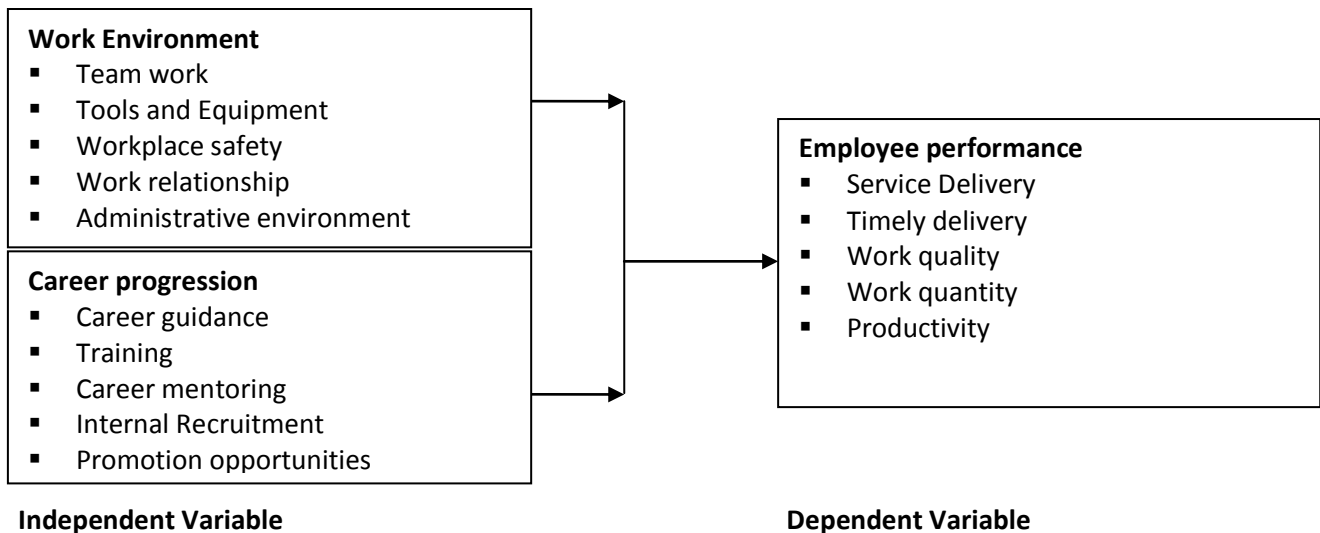 Work Environment
▪ Team work
▪ Tools and Equipment
▪ Workplace safety
▪ Work relationship
▪ Administrative environment
Career progression
▪ Career guidance
▪ Training
▪ Career mentoring
▪ Internal Recruitment
▪ Promotion opportunities
Independent Variable
Employee performance
▪ Service Delivery
▪ Timely delivery
▪ Work quality
▪ Work quantity
▪ Productivity
Dependent Variable